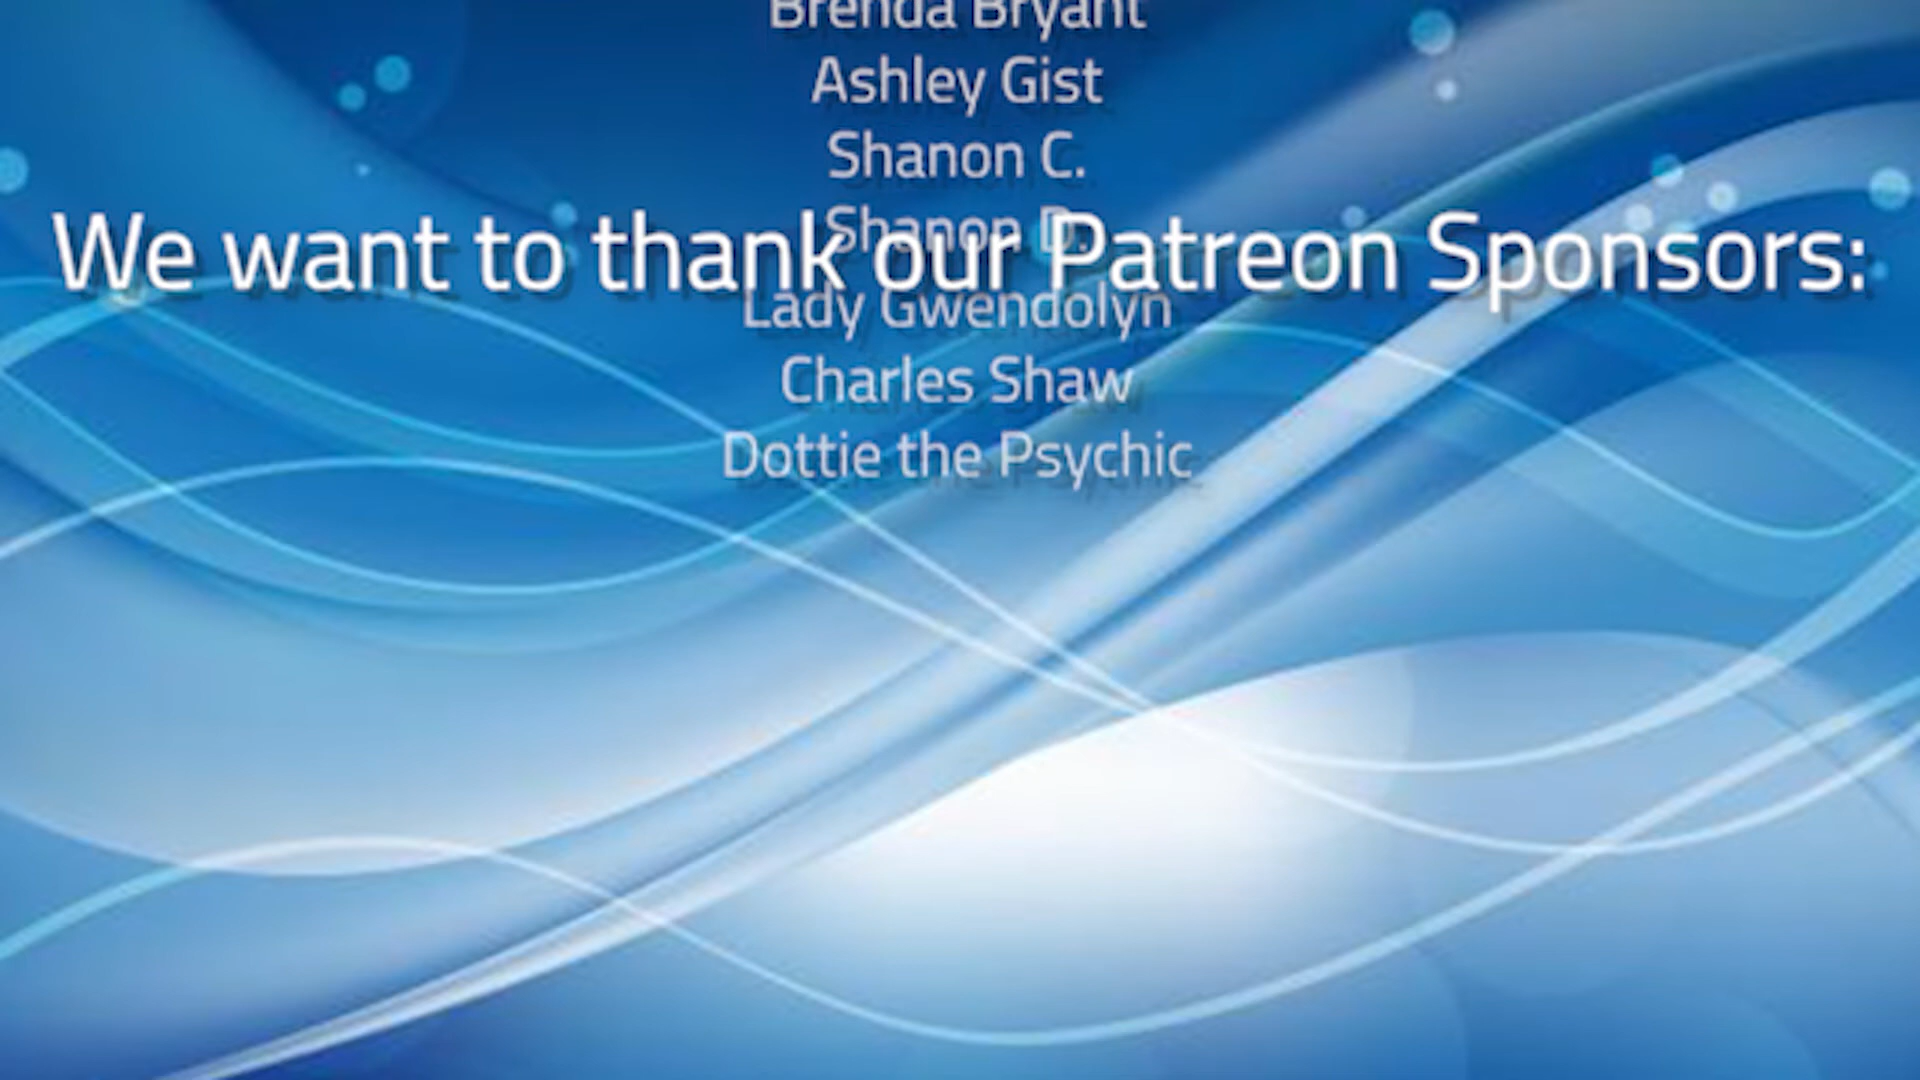 Brenda Bryant
Ashley Gist
Shanon C.
Shanon D.
We want to thank our Patreon Sponsors:
Lady Gwendolyn
Charles Shaw
Dottie the Psychic